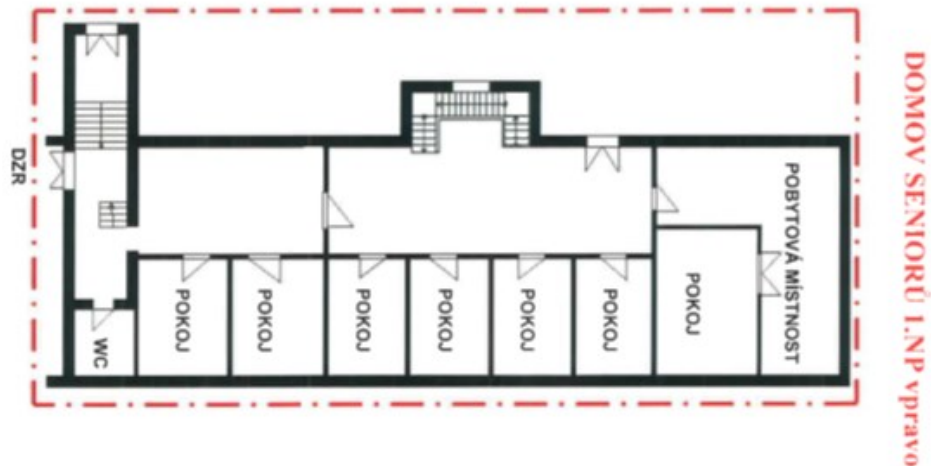 DOMOV SENIORŮ 1.NP vpravo
DZR
POBYTOVÁ MÍSTNOST
WC
POKOJ
POKOJ
POKOJ
POKOJ
POKOJ
POKOJ
POKOJ